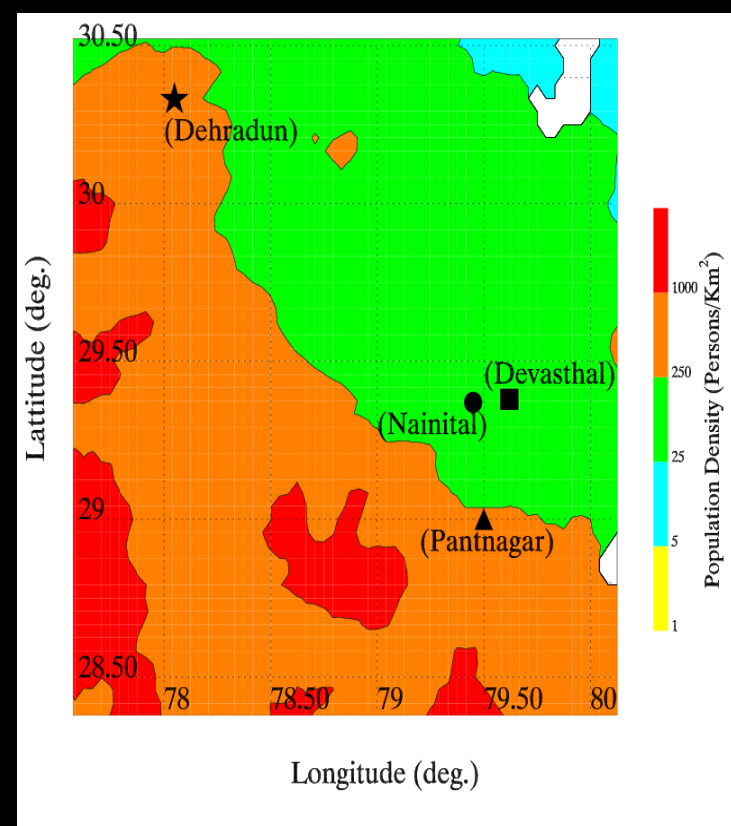 30.50
(Dehradun)
30
29.50
(Devasthal)
(Nainital)
29
(Pantnagar)
28.50
78
78.50
79
79.50
80
Longitude (deg.)
Lattitude (deg.)
1000
250
25
5
1
Population Density (Persons/Km²)